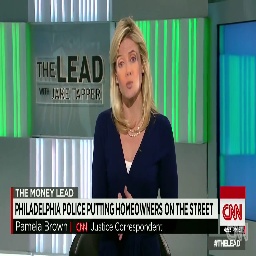 THE LEAD
WITH JAKE TAPPER
THE MONEY LEAD
PHILADELPHIA POLICE PUTTING HOMEOWNERS ON THE STREET
CNN
Pamela Brown CNN Justice Correspondent
#THELEAD